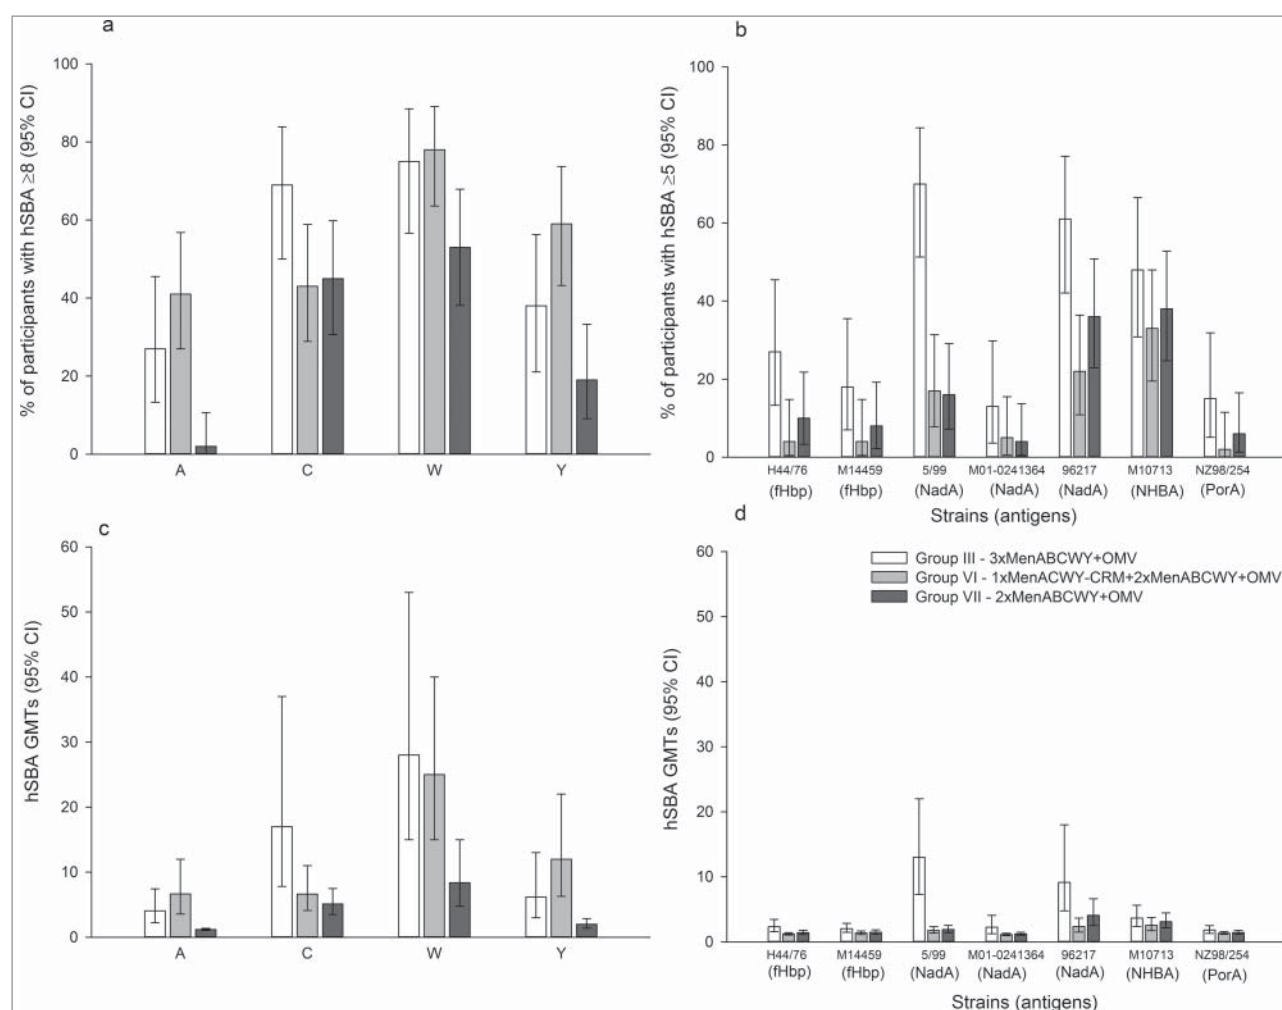 a
% of participants with hSBA ≥8 (95% CI)
100
80
60
40
20
0
A C W Y
b
% of participants with hSBA ≥5 (95% CI)
100
80
60
40
20
0
H44/76 M14459 5/99 M01-0241364 96217 M10713 NZ98/254
(fHbp) (fHbp) (NadA) (NadA) (NadA) (NHBA) (PorA)
Strains (antigens)
c
hSBA GMTs (95% CI)
60
50
40
30
20
10
0
A C W Y
d
hSBA GMTs (95% CI)
60
50
40
30
20
10
0
Group III - 3xMenABCWY+OMV
Group VI - 1xMenACWY-CRM+2xMenABCWY+OMV
Group VII - 2xMenABCWY+OMV
H44/76 M14459 5/99 M01-0241364 96217 M10713 NZ98/254
(fHbp) (fHbp) (NadA) (NadA) (NadA) (NHBA) (PorA)
Strains (antigens)